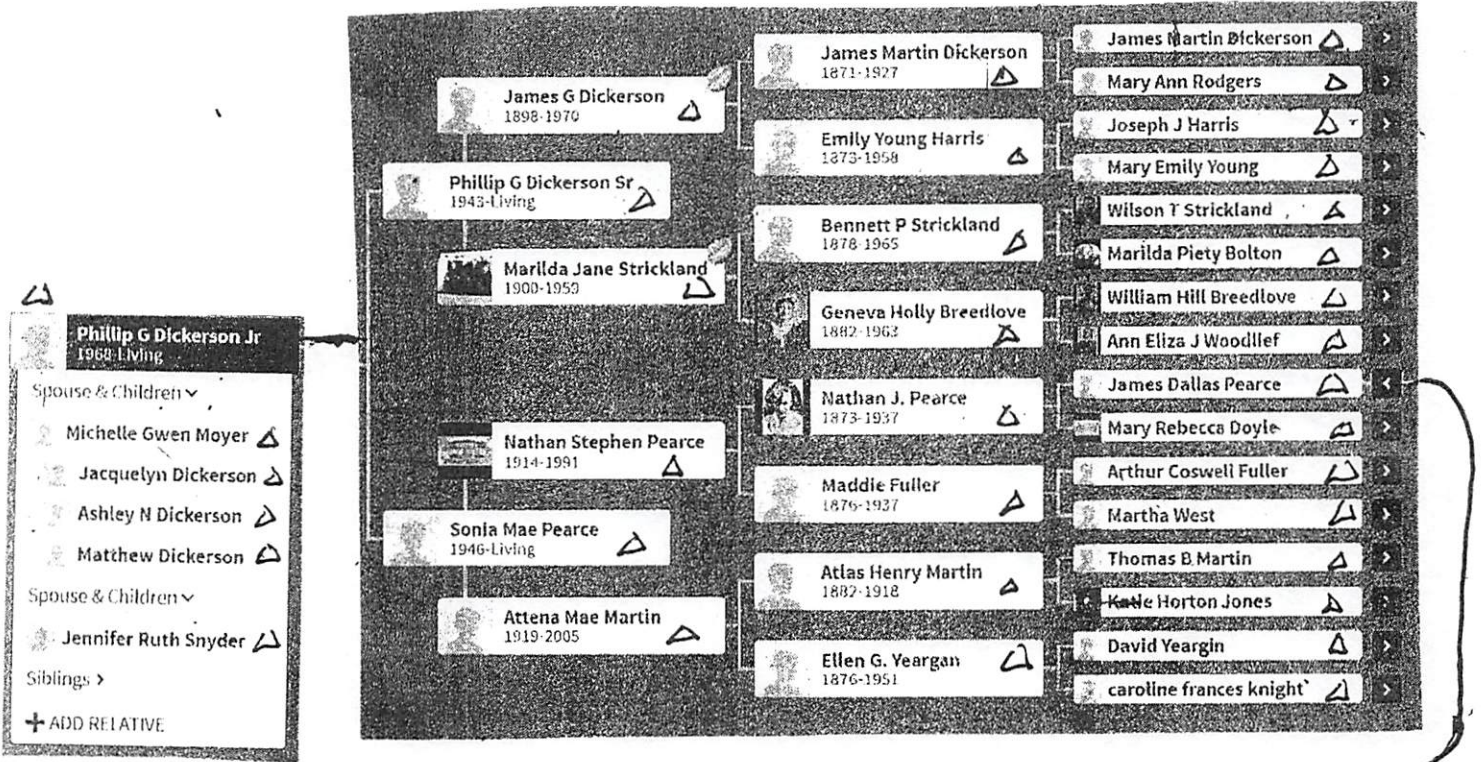 Phillip G Dickerson Jr
1968-Living
Spouse & Children
Michelle Gwen Moyer
Jacquelyn Dickerson
Ashley N Dickerson
Matthew Dickerson
Spouse & Children
Jennifer Ruth Snyder
Siblings >
+ ADD RELATIVE
Phillip G Dickerson Sr
1943-Living
Sonia Mae Pearce
1946-Living
James G Dickerson
1898-1970
Marilda Jane Strickland
1900-1959
Nathan Stephen Pearce
1914-1991
Attena Mae Martin
1919-2005
James Martin Dickerson
1871-1927
Emily Young Harris
1873-1958
Bennett P Strickland
1878-1965
Geneva Holly Breedlove
1882-1963
Nathan J. Pearce
1873-1937
Maddie Fuller
1876-1937
Atlas Henry Martin
1882-1918
Ellen G. Yeargan
1876-1951
James Martin Dickerson
Mary Ann Rodgers
Joseph J Harris
Mary Emily Young
Wilson T Strickland
Marilda Piety Bolton
William Hill Breedlove
Ann Eliza J Woodlief
James Dallas Pearce
Mary Rebecca Doyle
Arthur Coswell Fuller
Martha West
Thomas B Martin
Katie Horton Jones
David Yeargin
caroline frances knight